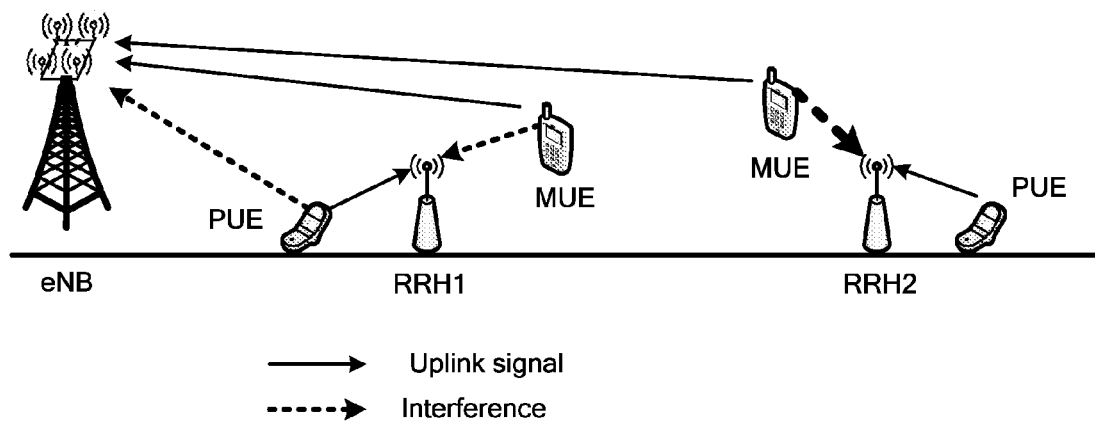 MUE
PUE
MUE
PUE
eNB
RRH1
RRH2
Uplink signal
Interference